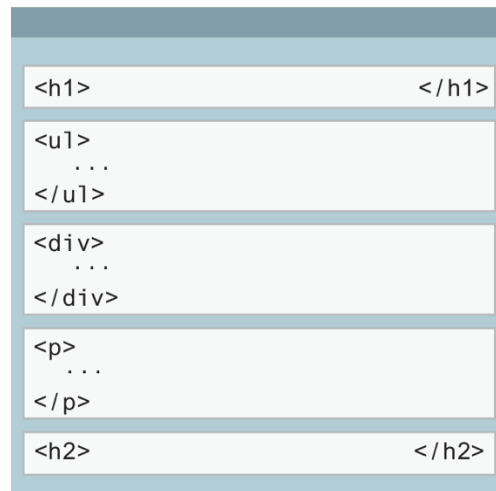 <h1> </h1>
<ul>
...
</ul>
<div>
...
</div>
<p>
...
</p>
<h2> </h2>